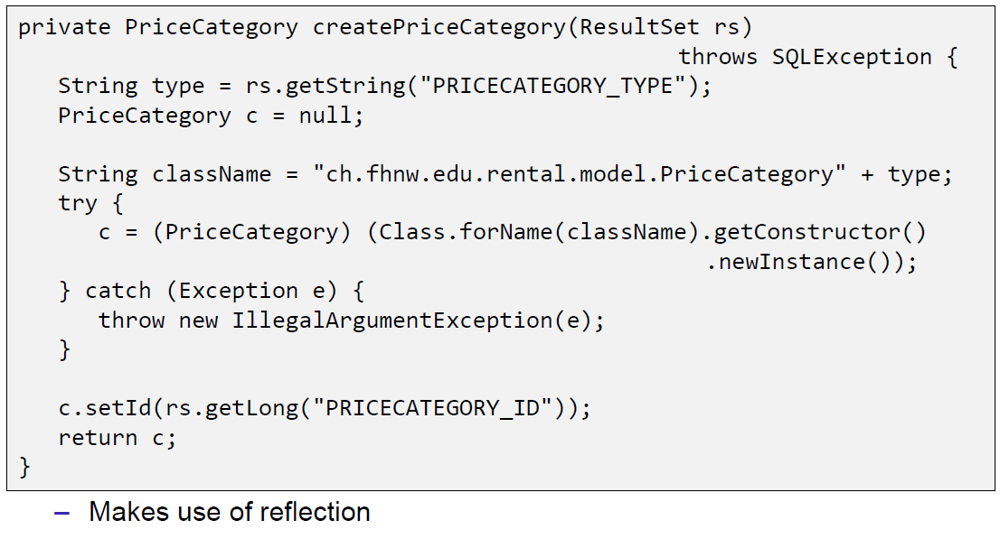 private PriceCategory createPriceCategory(ResultSet rs)
throws SQLException {
String type = rs.getString("PRICECATEGORY_TYPE");
PriceCategory c = null;
String className = "ch.fhnw.edu.rental.model.PriceCategory" + type;
try {
c = (PriceCategory) (Class.forName(className).getConstructor()
.newInstance());
} catch (Exception e) {
throw new IllegalArgumentException(e);
}
c.setId(rs.getLong("PRICECATEGORY_ID"));
return c;
}
– Makes use of reflection